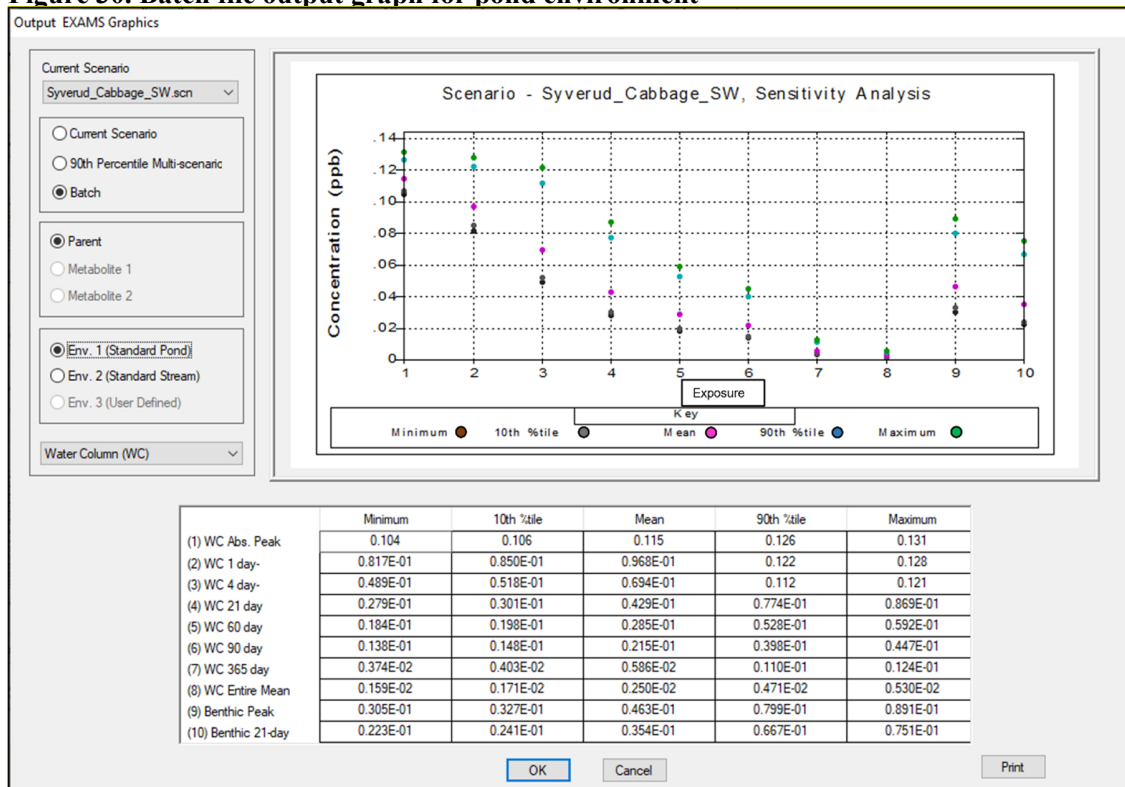 Figure 30. Batch file output graph for pond environment
Output EXAMS Graphics
Current Scenario
Syverud_Cabbage_SW.scn
Current Scenario
90th Percentile Multi-scenaric
Batch
Parent
Metabolite 1
Metabolite 2
Env. 1 (Standard Pond)
Env. 2 (Standard Stream)
Env. 3 (User Defined)
Water Column (WC)
Scenario - Syverud_Cabbage_SW, Sensitivity Analysis
Concentration (ppb)
.14
.12
.10
.08
.06
.04
.02
0
1 2 3 4 5 6 7 8 9 10
Exposure
Key
Minimum 10th %tile Mean 90th %tile Maximum
Minimum 10th %tile Mean 90th %tile Maximum
(1) WC Abs. Peak 0.104 0.106 0.115 0.126 0.131
(2) WC 1 day- 0.817E-01 0.850E-01 0.968E-01 0.122 0.128
(3) WC 4 day- 0.489E-01 0.518E-01 0.694E-01 0.112 0.121
(4) WC 21 day 0.279E-01 0.301E-01 0.429E-01 0.774E-01 0.869E-01
(5) WC 60 day 0.184E-01 0.198E-01 0.285E-01 0.528E-01 0.592E-01
(6) WC 90 day 0.138E-01 0.148E-01 0.215E-01 0.398E-01 0.447E-01
(7) WC 365 day 0.374E-02 0.403E-02 0.586E-02 0.110E-01 0.124E-01
(8) WC Entire Mean 0.159E-02 0.171E-02 0.250E-02 0.471E-02 0.530E-02
(9) Benthic Peak 0.305E-01 0.327E-01 0.463E-01 0.799E-01 0.891E-01
(10) Benthic 21-day 0.223E-01 0.241E-01 0.354E-01 0.667E-01 0.751E-01
OK Cancel Print